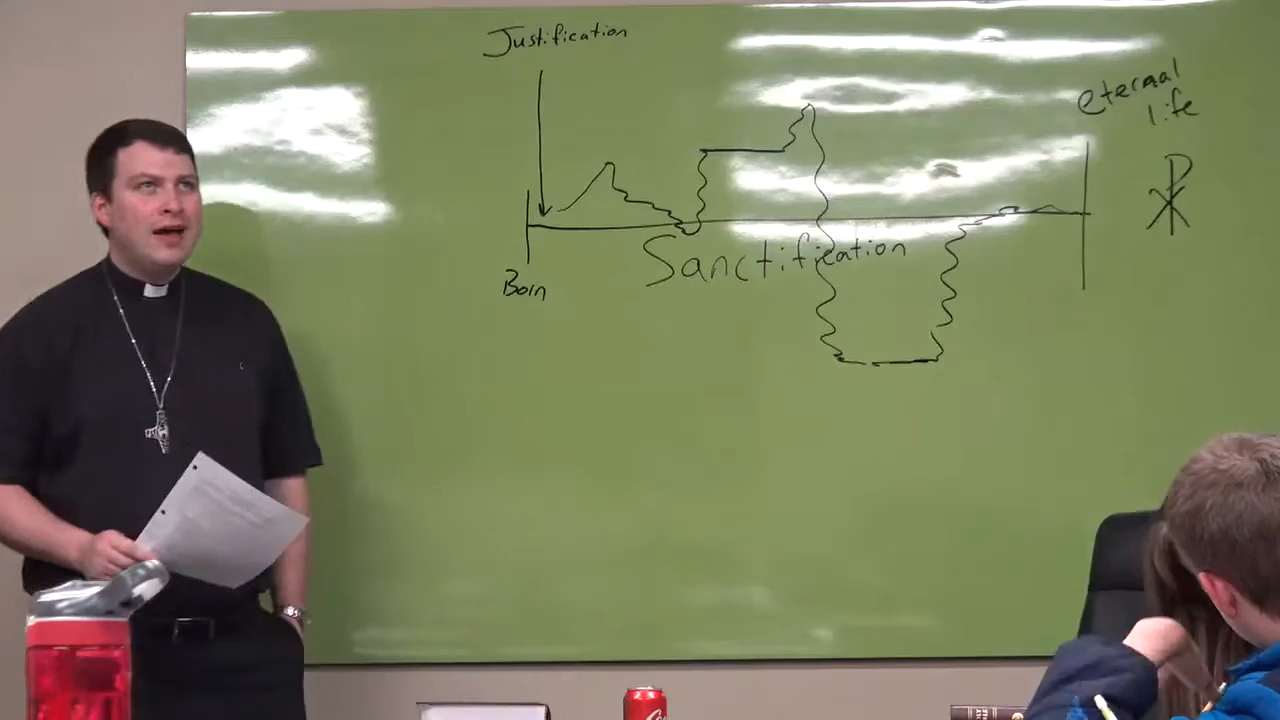 Justification
eternal
life
Sanctification
Born